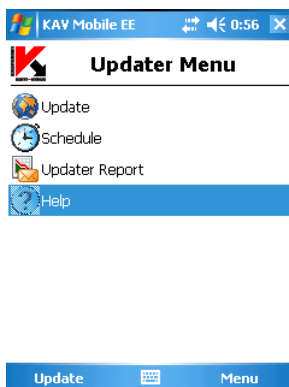 KAV Mobile EE 0:56
Updater Menu
Update
Schedule
Updater Report
Help
Update Menu